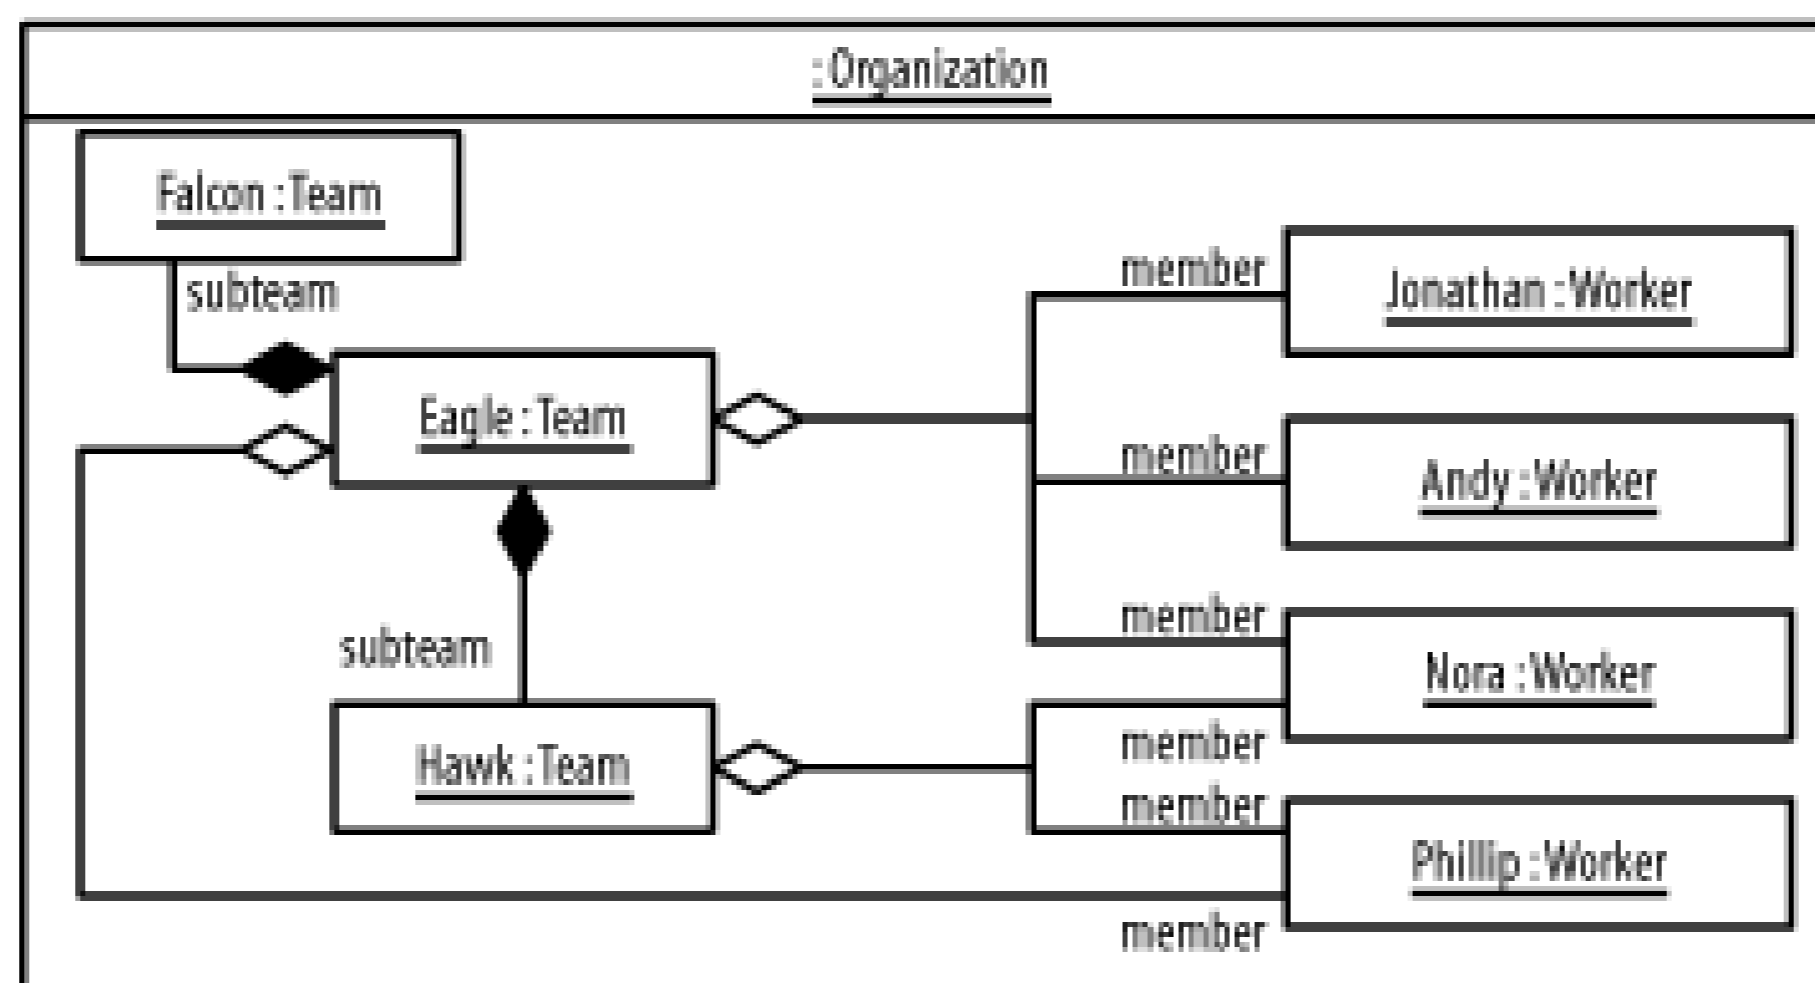 :Organization
Falcon :Team
subteam
member
Jonathan :Worker
Eagle :Team
member
Andy :Worker
subteam
member
Nora :Worker
Hawk :Team
member
member
Phillip :Worker
member